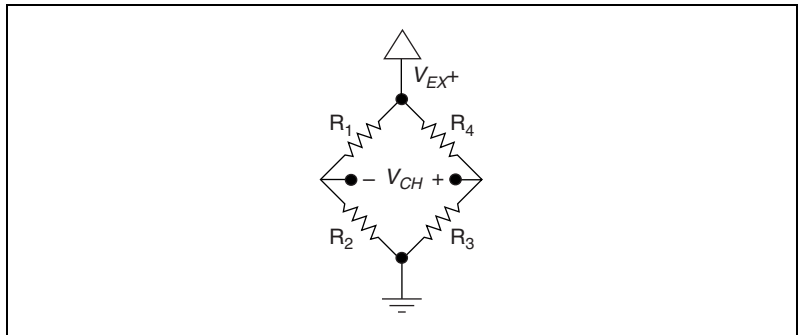 V_EX+
R₁ R₄
– V_CH +
R₂ R₃